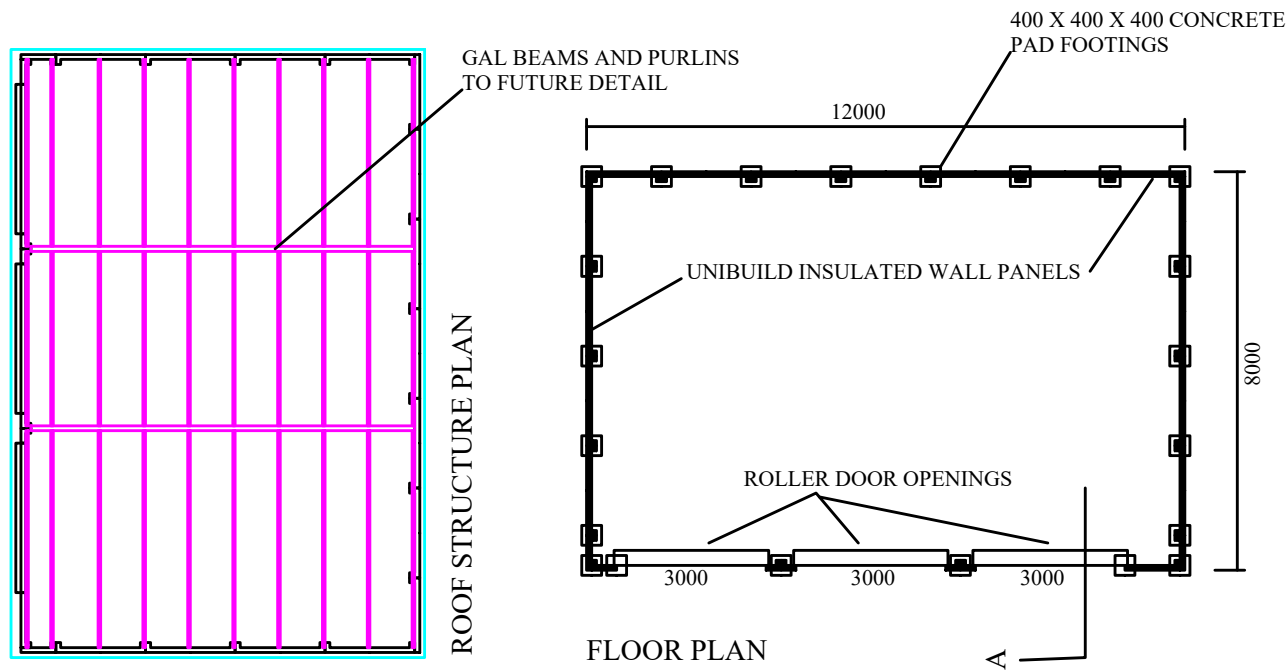 GAL BEAMS AND PURLINS
TO FUTURE DETAIL
ROOF STRUCTURE PLAN
400 X 400 X 400 CONCRETE
PAD FOOTINGS
12000
UNIBUILD INSULATED WALL PANELS
8000
ROLLER DOOR OPENINGS
3000
3000
3000
FLOOR PLAN
A